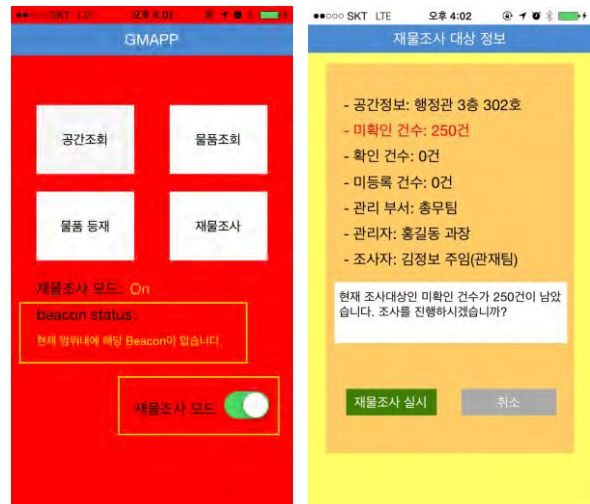 SKT LTE 오후 4:01
GMAPP
공간조회
물품조회
물품 등재
재물조사
재물조사 모드: On
beacon status:
현재 범위내에 해당 Beacon이 없습니다.
재물조사 모드
SKT LTE 오후 4:02
재물조사 대상 정보
- 공간정보: 행정관 3층 302호
- 미확인 건수: 250건
- 확인 건수: 0건
- 미등록 건수: 0건
- 관리 부서: 총무팀
- 관리자: 홍길동 과장
- 조사자: 김정보 주임(관재팀)
현재 조사대상인 미확인 건수가 250건이 남았
습니다. 조사를 진행하시겠습니까?
재물조사 실시
취소